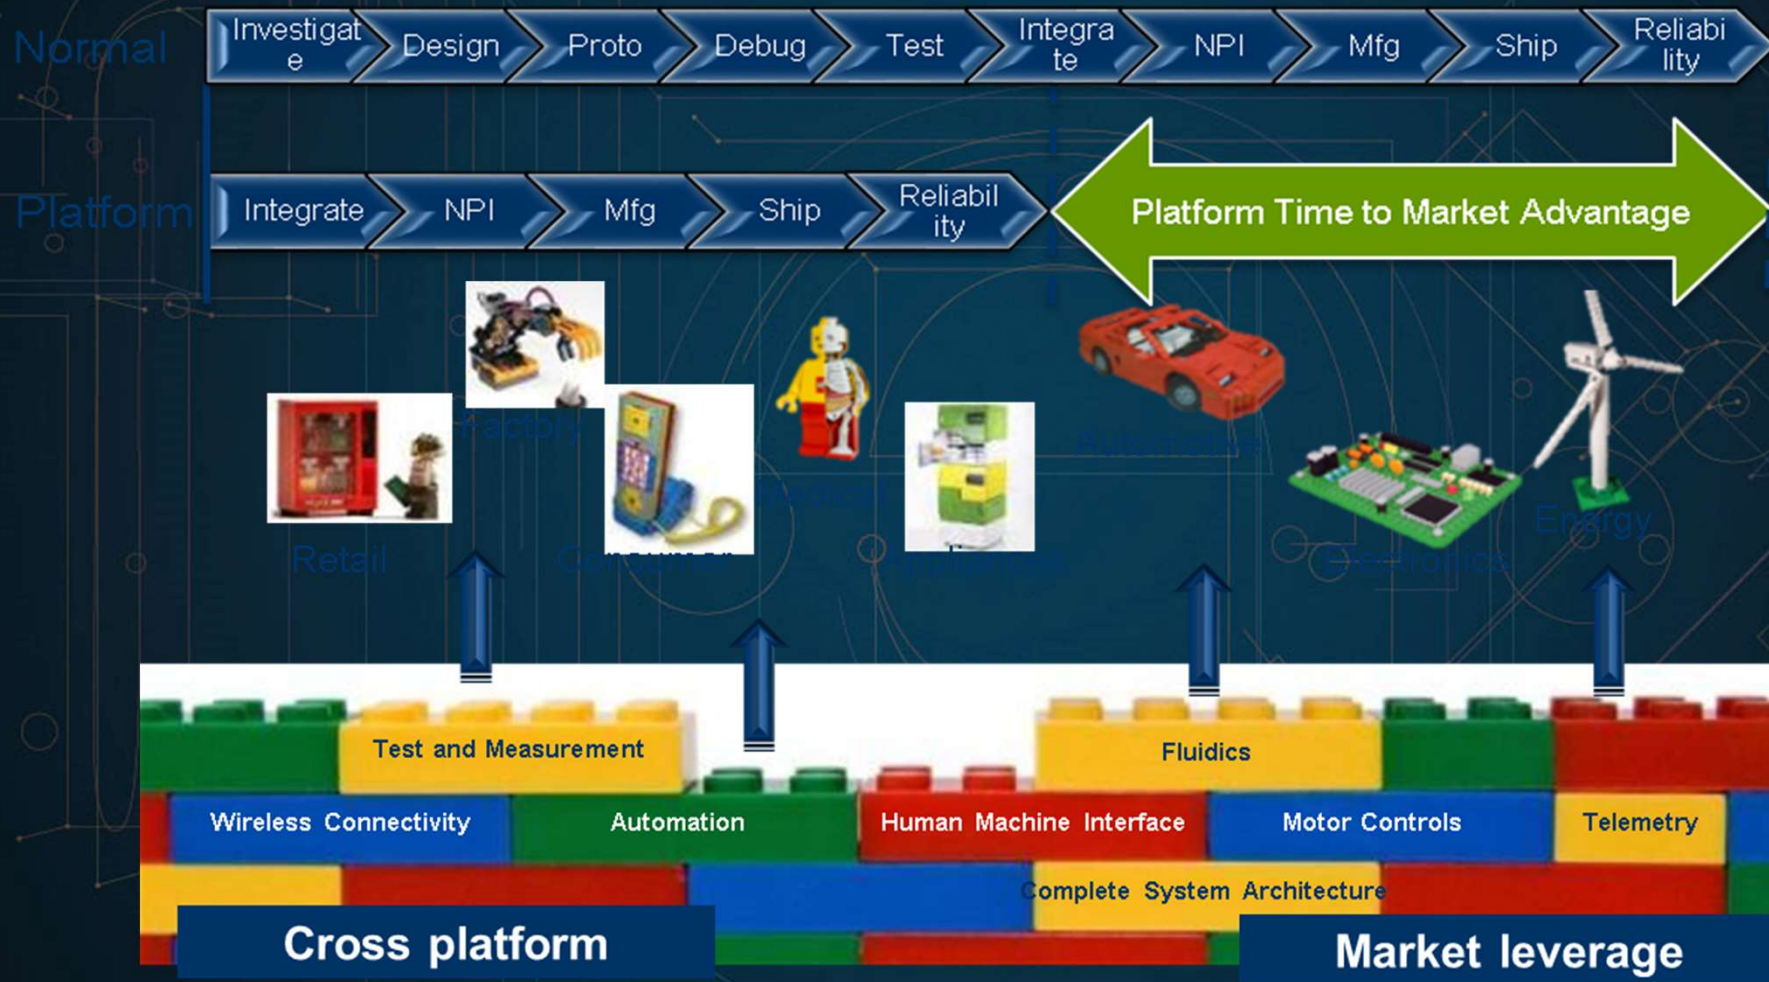 Normal
Investigat
e
Design
Proto
Debug
Test
Integra
te
NPI
Mfg
Ship
Reliabi
lity
Platform
Integrate
NPI
Mfg
Ship
Reliabil
ity
Platform Time to Market Advantage
Factory
Automotive
Medical
Energy
Retail
Consumer
Appliances
Electronics
Test and Measurement
Fluidics
Wireless Connectivity
Automation
Human Machine Interface
Motor Controls
Telemetry
Complete System Architecture
Cross platform
Market leverage